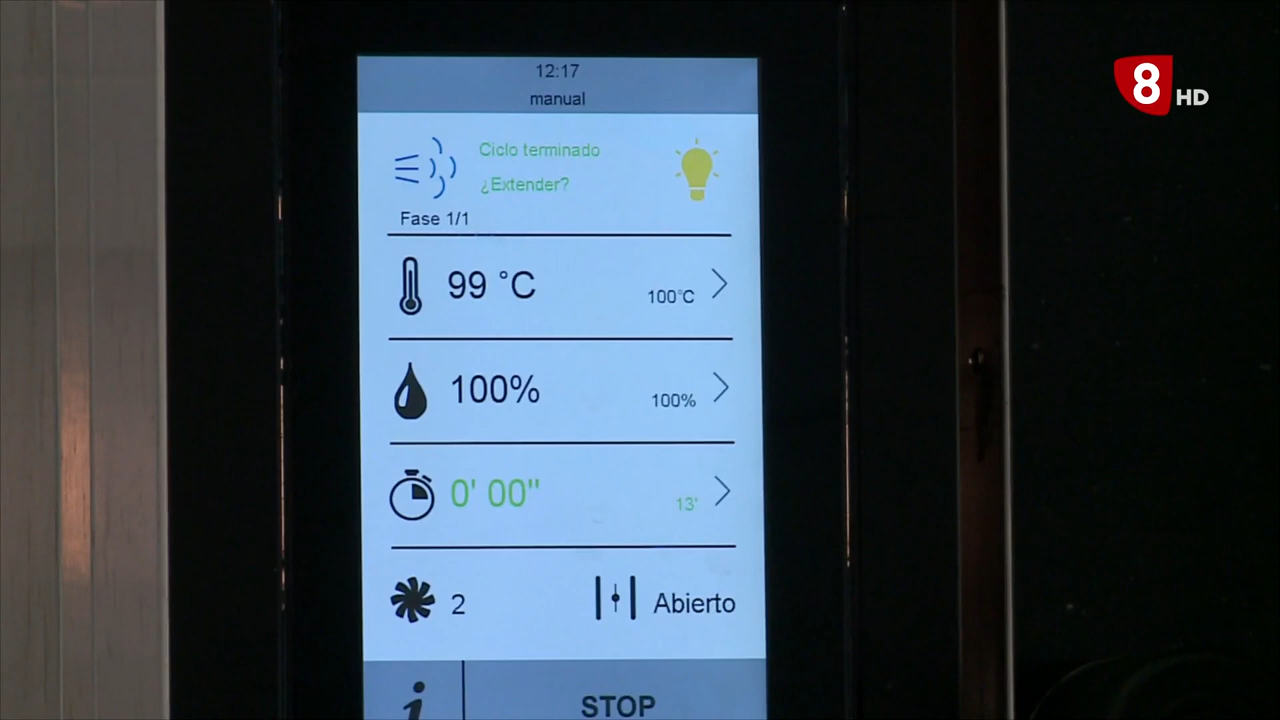 12:17
manual
8 HD
Ciclo terminado
¿Extender?
Fase 1/1
99 °C
100°C
100%
100%
0' 00"
13'
2
Abierto
i
STOP